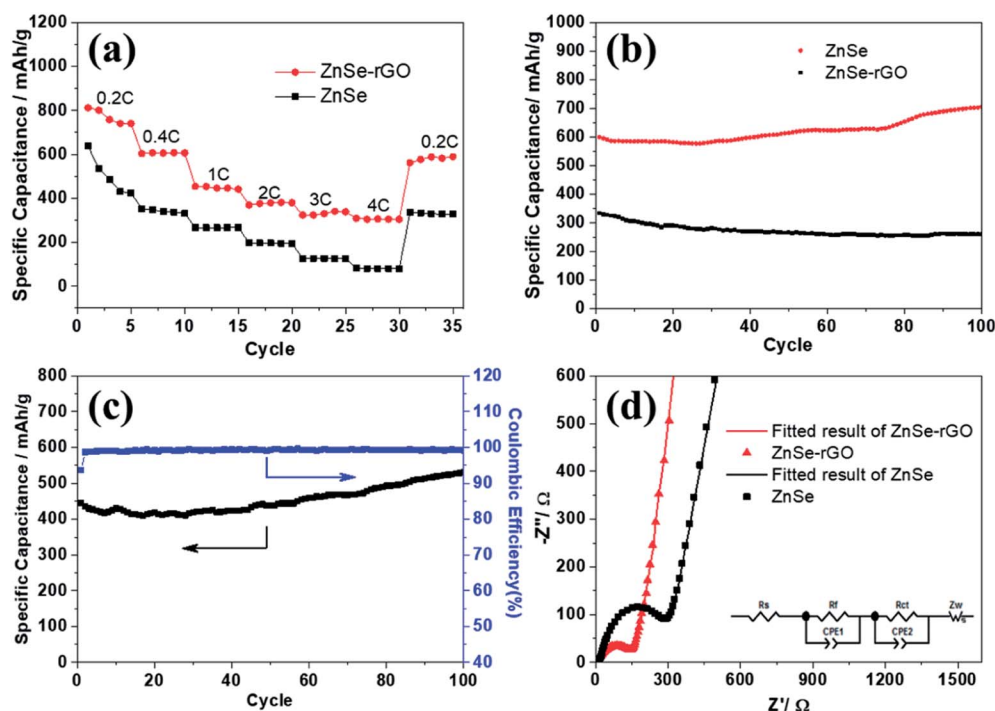 (a)
Specific Capacitance / mAh/g
1200
1000
800
600
400
200
0
ZnSe-rGO
ZnSe
0.2C
0.4C
1C
2C
3C
4C
0.2C
0 5 10 15 20 25 30 35
Cycle
(b)
Specific Capacitance/ mAh/g
1000
900
800
700
600
500
400
300
200
100
0
ZnSe
ZnSe-rGO
0 20 40 60 80 100
Cycle
(c)
Specific Capacitance / mAh/g
800
700
600
500
400
300
200
100
0
120
110
100
90
80
70
60
50
40
Coulombic Efficiency(%)
0 20 40 60 80 100
Cycle
(d)
-Z''/ Ω
600
500
400
300
200
100
0
Fitted result of ZnSe-rGO
ZnSe-rGO
Fitted result of ZnSe
ZnSe
Rs
Rf
Rct
Zw
CPE1
CPE2
W
s
0 300 600 900 1200 1500
Z'/ Ω